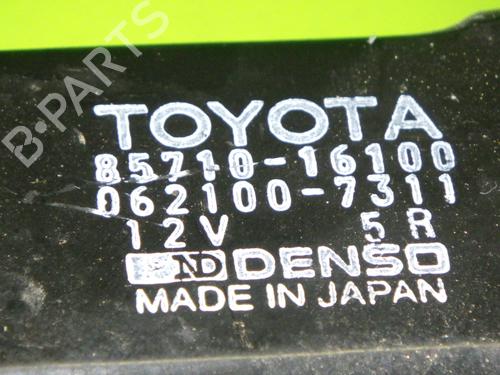 TOYOTA
85710-16100
062100-7311
12V 5R
ND DENSO
MADE IN JAPAN
B-PARTS